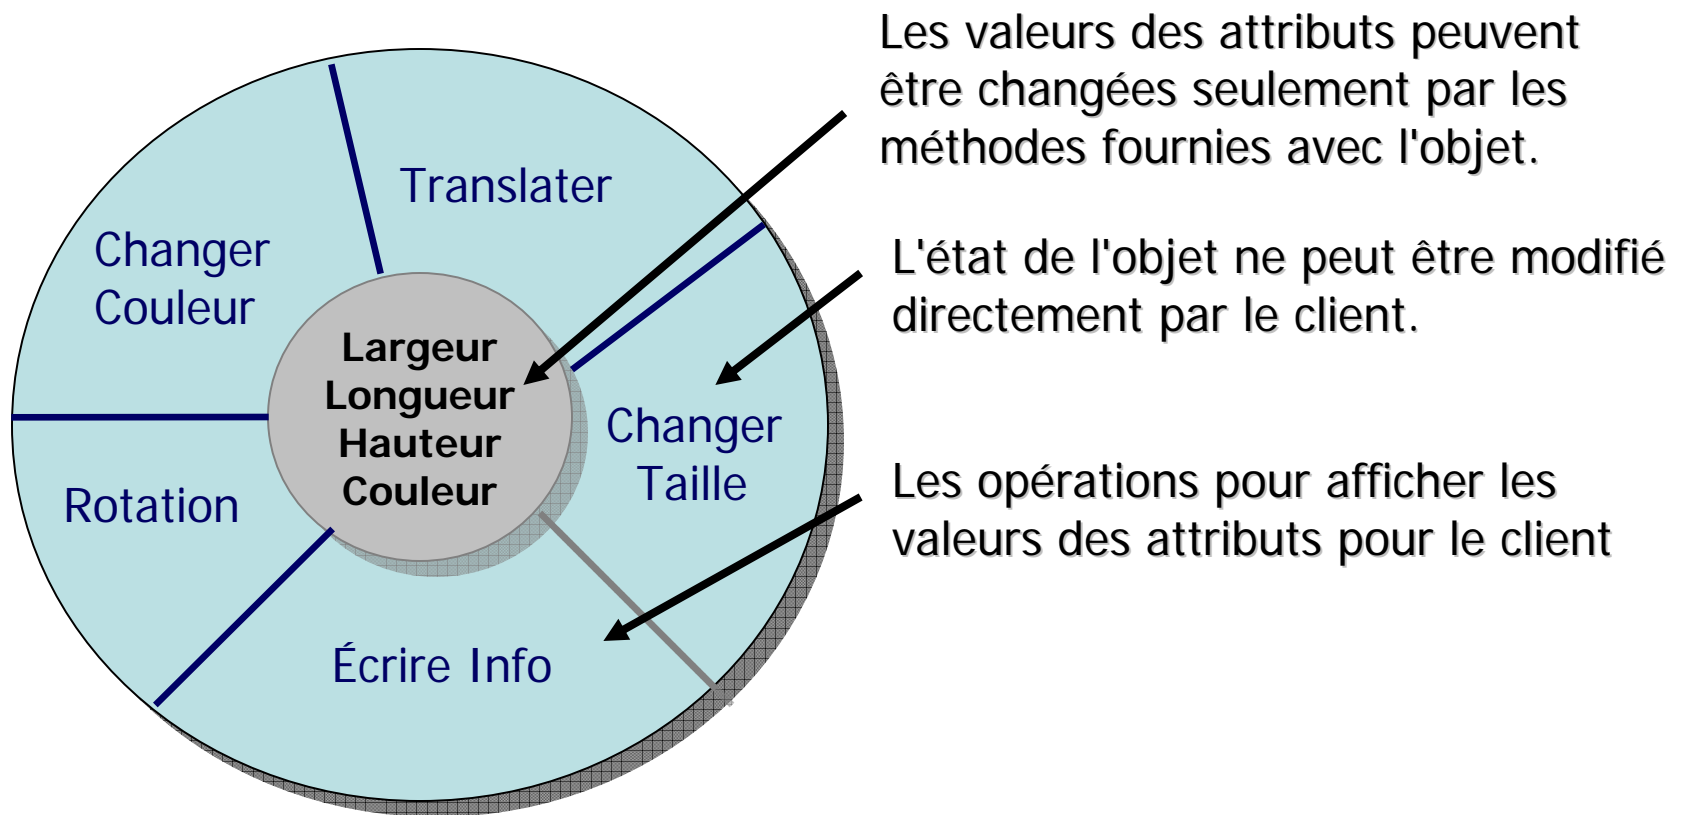 Les valeurs des attributs peuvent
être changées seulement par les
méthodes fournies avec l'objet.
Translater
Changer
Couleur
L'état de l'objet ne peut être modifié
directement par le client.
Largeur
Longueur
Hauteur
Couleur
Changer
Taille
Rotation
Les opérations pour afficher les
valeurs des attributs pour le client
Écrire Info